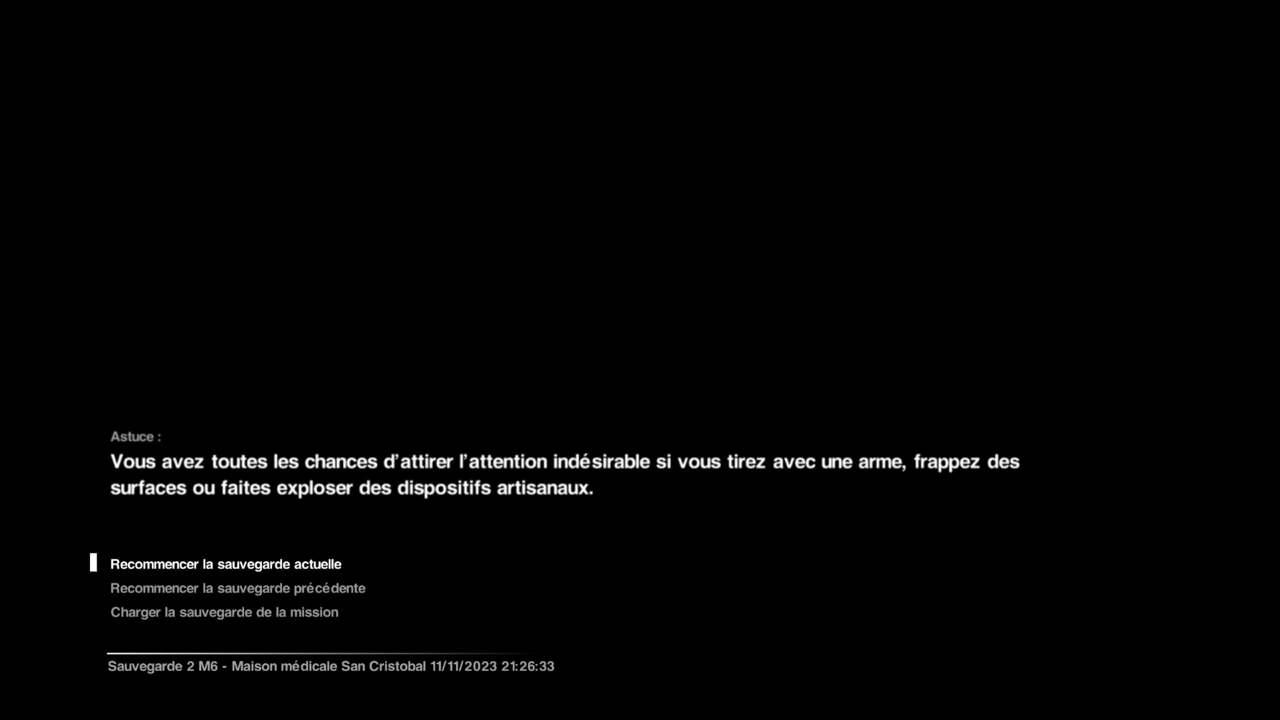 Astuce :
Vous avez toutes les chances d’attirer l’attention indésirable si vous tirez avec une arme, frappez des
surfaces ou faites exploser des dispositifs artisanaux.
Recommencer la sauvegarde actuelle
Recommencer la sauvegarde précédente
Charger la sauvegarde de la mission
Sauvegarde 2 M6 - Maison médicale San Cristobal 11/11/2023 21:26:33